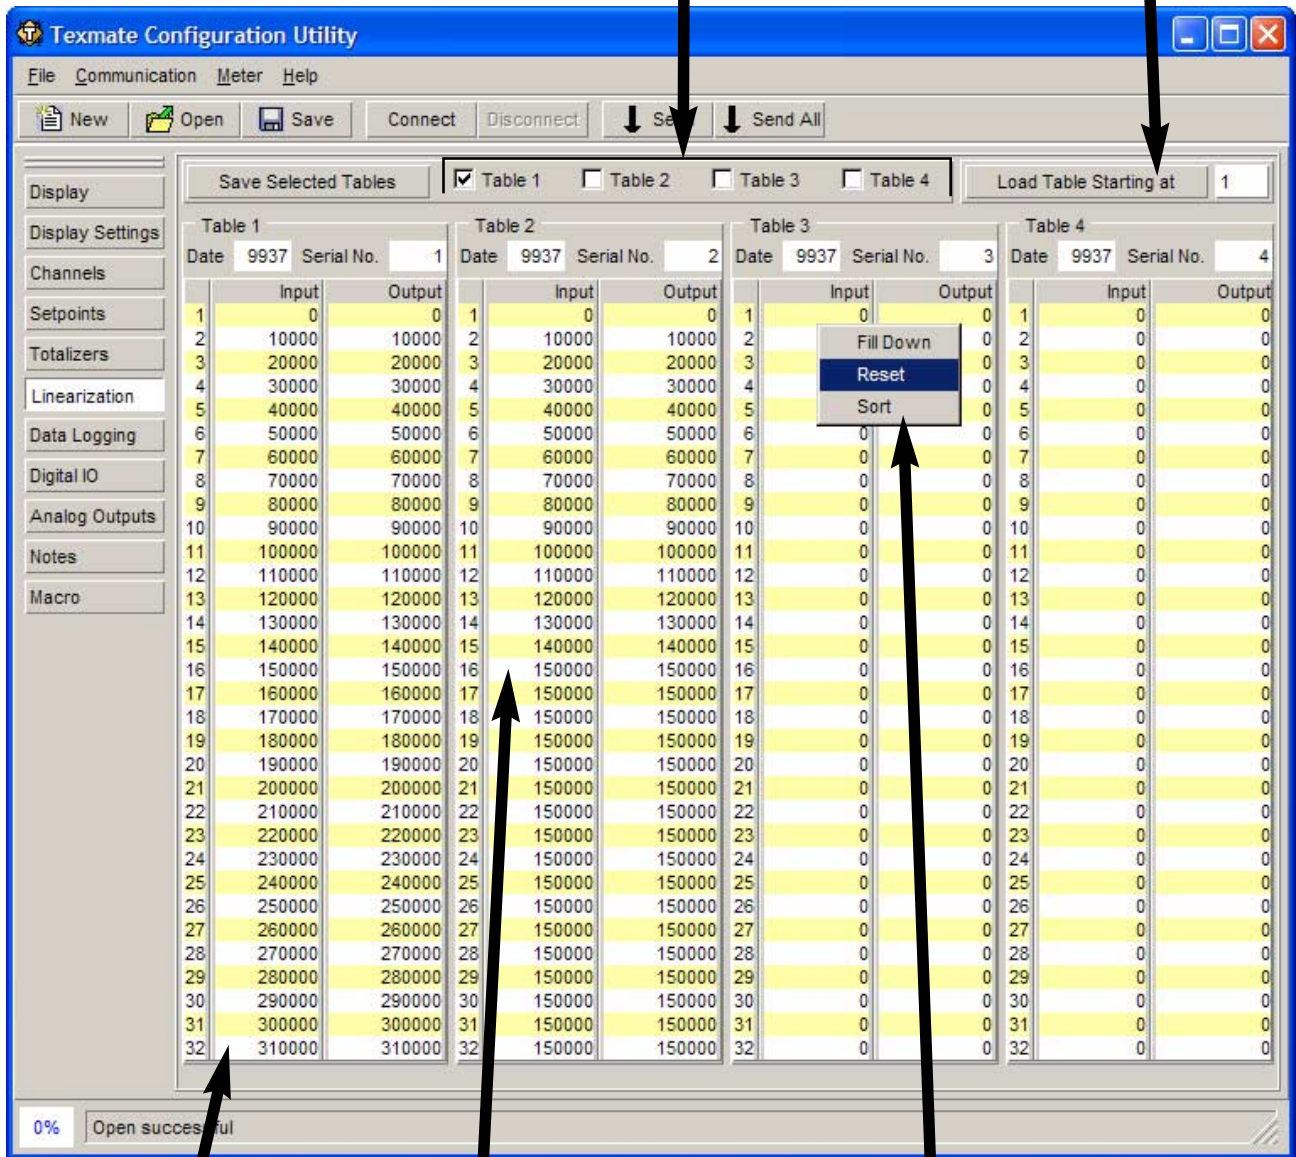 Texmate Configuration Utility
File Communication Meter Help
New Open Save Connect Disconnect Send Send All
Save Selected Tables Table 1 Table 2 Table 3 Table 4 Load Table Starting at 1
Display
Display Settings
Channels
Setpoints
Totalizers
Linearization
Data Logging
Digital IO
Analog Outputs
Notes
Macro
Table 1 Table 2 Table 3 Table 4
Date 9937 Serial No. 1 Date 9937 Serial No. 2 Date 9937 Serial No. 3 Date 9937 Serial No. 4
Input Output Input Output Input Output Input Output
1 0 0 1 0 0 1 0 0 1 0 0
2 10000 10000 2 10000 10000 2 0 2 0 0
3 20000 20000 3 20000 20000 3 0 3 0 0
4 30000 30000 4 30000 30000 4 0 4 0 0
5 40000 40000 5 40000 40000 5 0 5 0 0
6 50000 50000 6 50000 50000 6 0 0 6 0 0
7 60000 60000 7 60000 60000 7 0 0 7 0 0
8 70000 70000 8 70000 70000 8 0 0 8 0 0
9 80000 80000 9 80000 80000 9 0 0 9 0 0
10 90000 90000 10 90000 90000 10 0 0 10 0 0
11 100000 100000 11 100000 100000 11 0 0 11 0 0
12 110000 110000 12 110000 110000 12 0 0 12 0 0
13 120000 120000 13 120000 120000 13 0 0 13 0 0
14 130000 130000 14 130000 130000 14 0 0 14 0 0
15 140000 140000 15 140000 140000 15 0 0 15 0 0
16 150000 150000 16 150000 150000 16 0 0 16 0 0
17 160000 160000 17 150000 150000 17 0 0 17 0 0
18 170000 170000 18 150000 150000 18 0 0 18 0 0
19 180000 180000 19 150000 150000 19 0 0 19 0 0
20 190000 190000 20 150000 150000 20 0 0 20 0 0
21 200000 200000 21 150000 150000 21 0 0 21 0 0
22 210000 210000 22 150000 150000 22 0 0 22 0 0
23 220000 220000 23 150000 150000 23 0 0 23 0 0
24 230000 230000 24 150000 150000 24 0 0 24 0 0
25 240000 240000 25 150000 150000 25 0 0 25 0 0
26 250000 250000 26 150000 150000 26 0 0 26 0 0
27 260000 260000 27 150000 150000 27 0 0 27 0 0
28 270000 270000 28 150000 150000 28 0 0 28 0 0
29 280000 280000 29 150000 150000 29 0 0 29 0 0
30 290000 290000 30 150000 150000 30 0 0 30 0 0
31 300000 300000 31 150000 150000 31 0 0 31 0 0
32 310000 310000 32 150000 150000 32 0 0 32 0 0
Fill Down
Reset
Sort
0% Open successful